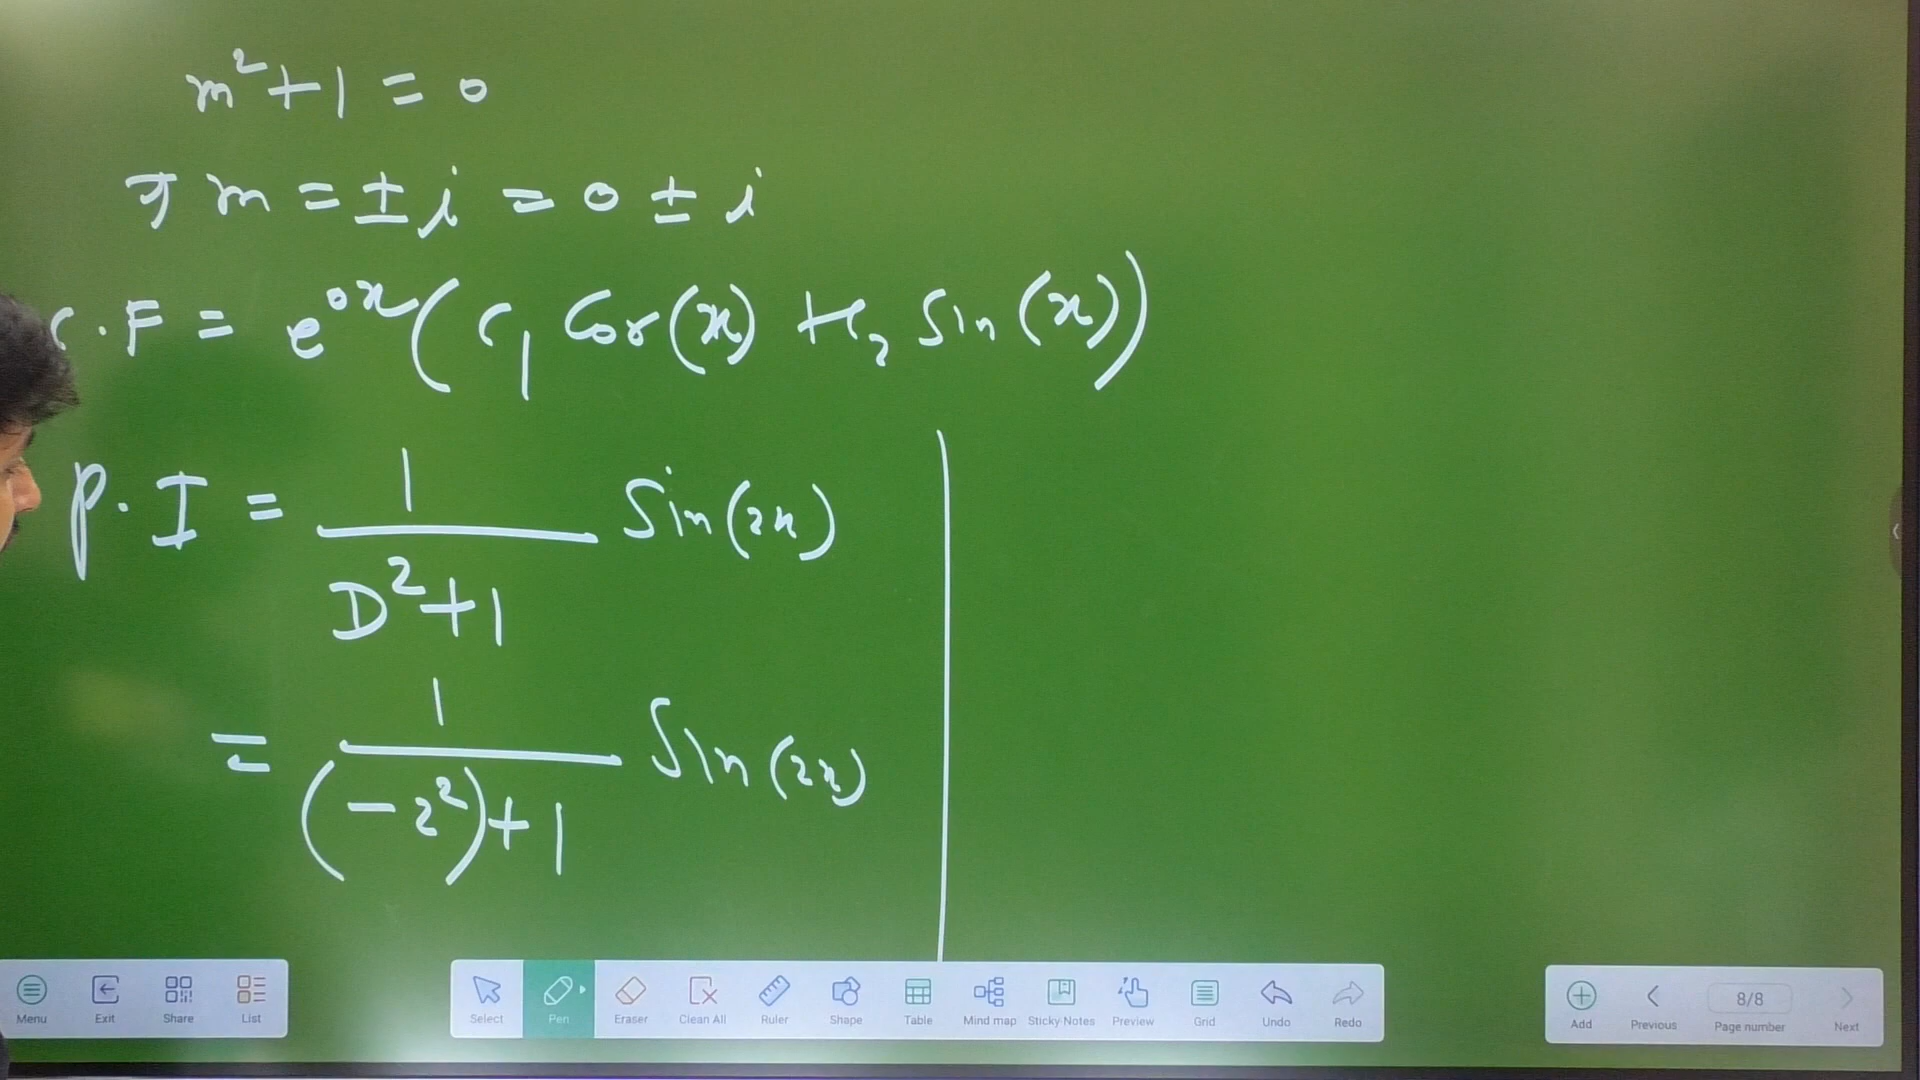 m² + 1 = 0
⇒ m = ± i = 0 ± i
C.F = e^{0x} (C₁ Cos(x) + C₂ Sin(x))
P.I = 1/(D²+1) Sin(2x)
= 1/((-2²)+1) Sin(2x)
Menu Exit Share List Select Pen Eraser Clean All Ruler Shape Table Mind map Sticky Notes Preview Grid Undo Redo Add Previous 8/8 Page number Next